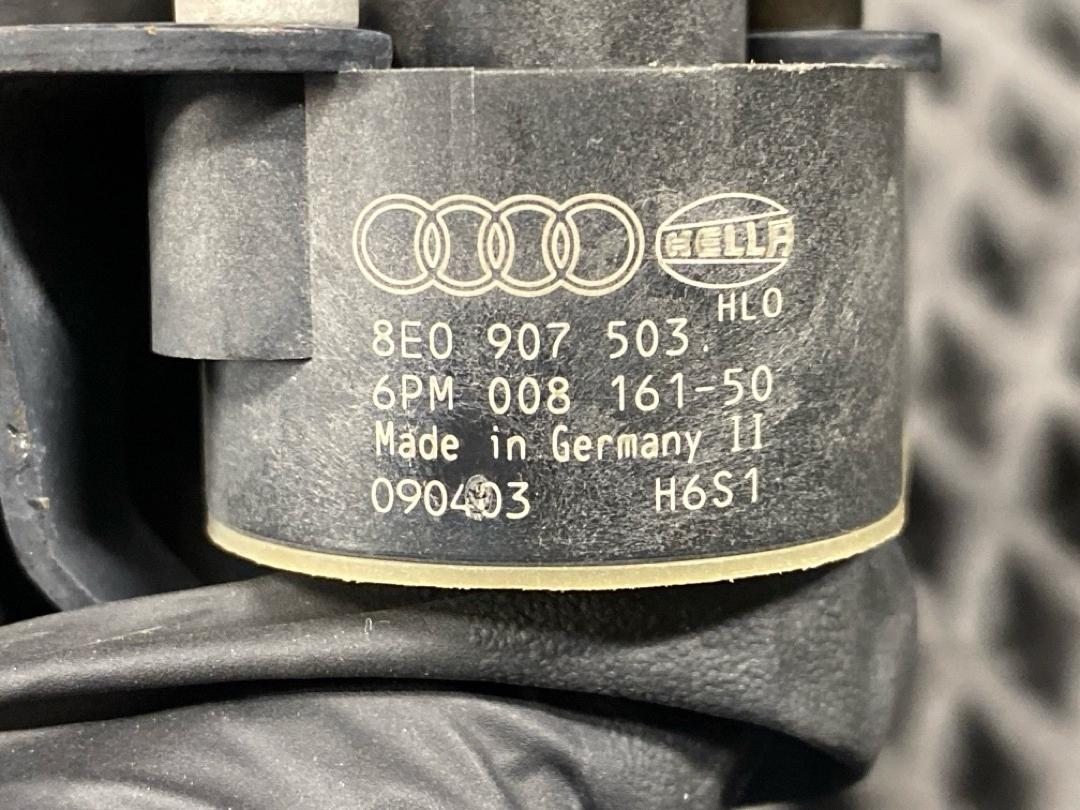 HELLA
HLO
8E0 907 503.
6PM 008 161-50
Made in Germany II
090403 H6S1